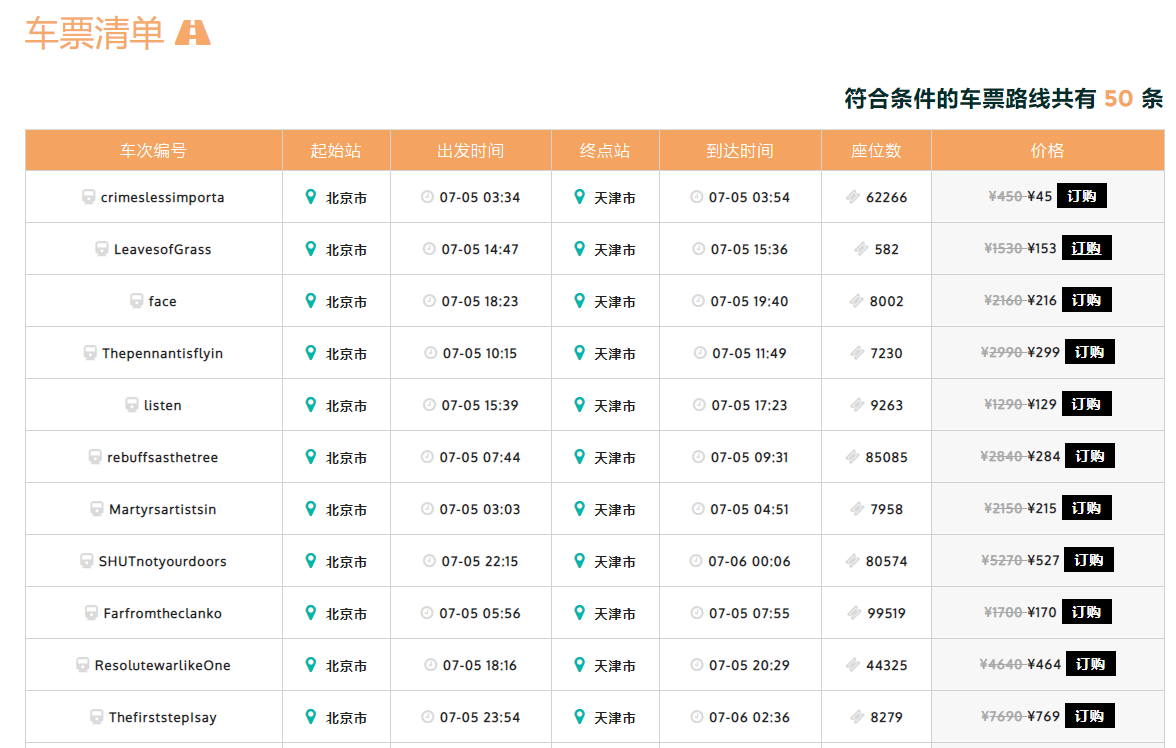 车票清单
符合条件的车票路线共有 50 条
车次编号 起始站 出发时间 终点站 到达时间 座位数 价格
crimeslessimporta 北京市 07-05 03:34 天津市 07-05 03:54 62266 ¥450 ¥45 订购
LeavesofGrass 北京市 07-05 14:47 天津市 07-05 15:36 582 ¥1530 ¥153 订购
face 北京市 07-05 18:23 天津市 07-05 19:40 8002 ¥2160 ¥216 订购
Thepennantisflyin 北京市 07-05 10:15 天津市 07-05 11:49 7230 ¥2990 ¥299 订购
listen 北京市 07-05 15:39 天津市 07-05 17:23 9263 ¥1290 ¥129 订购
rebuffsasthetree 北京市 07-05 07:44 天津市 07-05 09:31 85085 ¥2840 ¥284 订购
Martyrsartistsin 北京市 07-05 03:03 天津市 07-05 04:51 7958 ¥2150 ¥215 订购
SHUTnotyourdoors 北京市 07-05 22:15 天津市 07-06 00:06 80574 ¥5270 ¥527 订购
Farfromtheclanko 北京市 07-05 05:56 天津市 07-05 07:55 99519 ¥1700 ¥170 订购
ResolutewarlikeOne 北京市 07-05 18:16 天津市 07-05 20:29 44325 ¥4640 ¥464 订购
ThefirststepIsay 北京市 07-05 23:54 天津市 07-06 02:36 8279 ¥7690 ¥769 订购